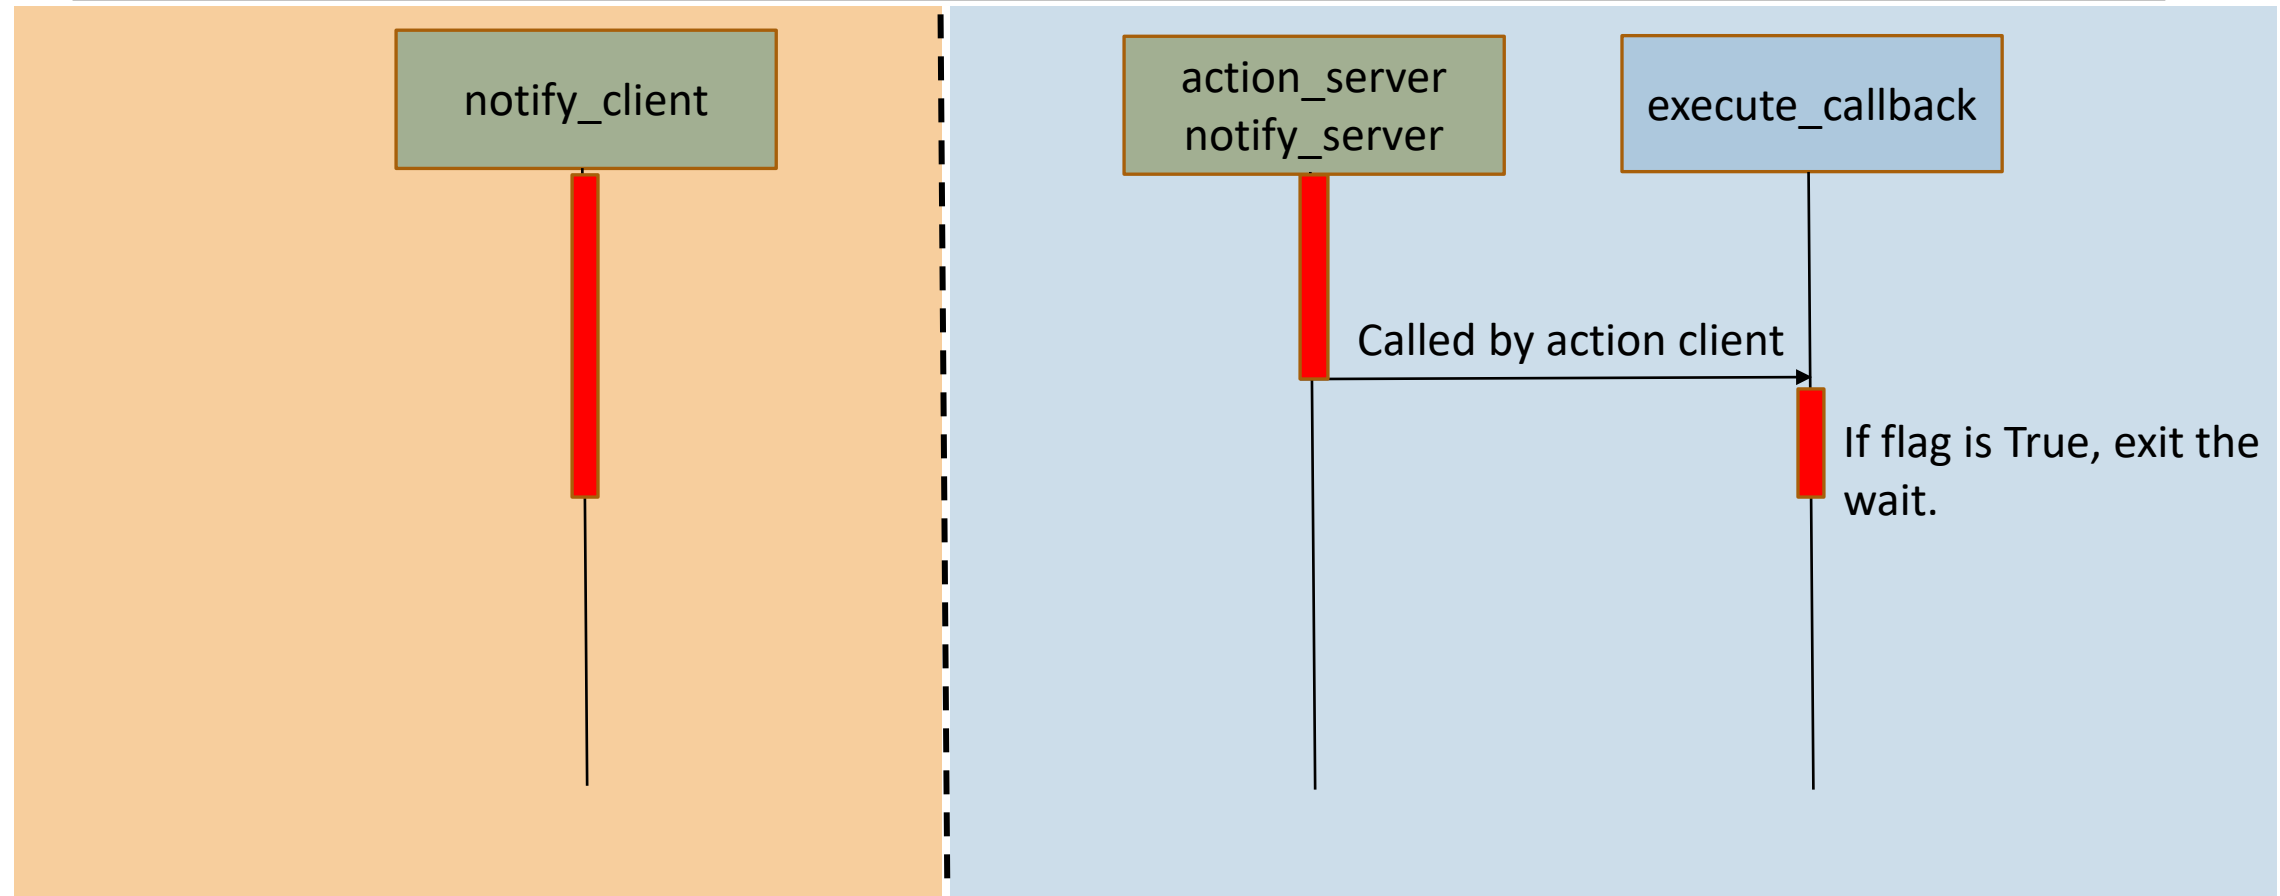 notify_client
action_server
notify_server
execute_callback
Called by action client
If flag is True, exit the
wait.